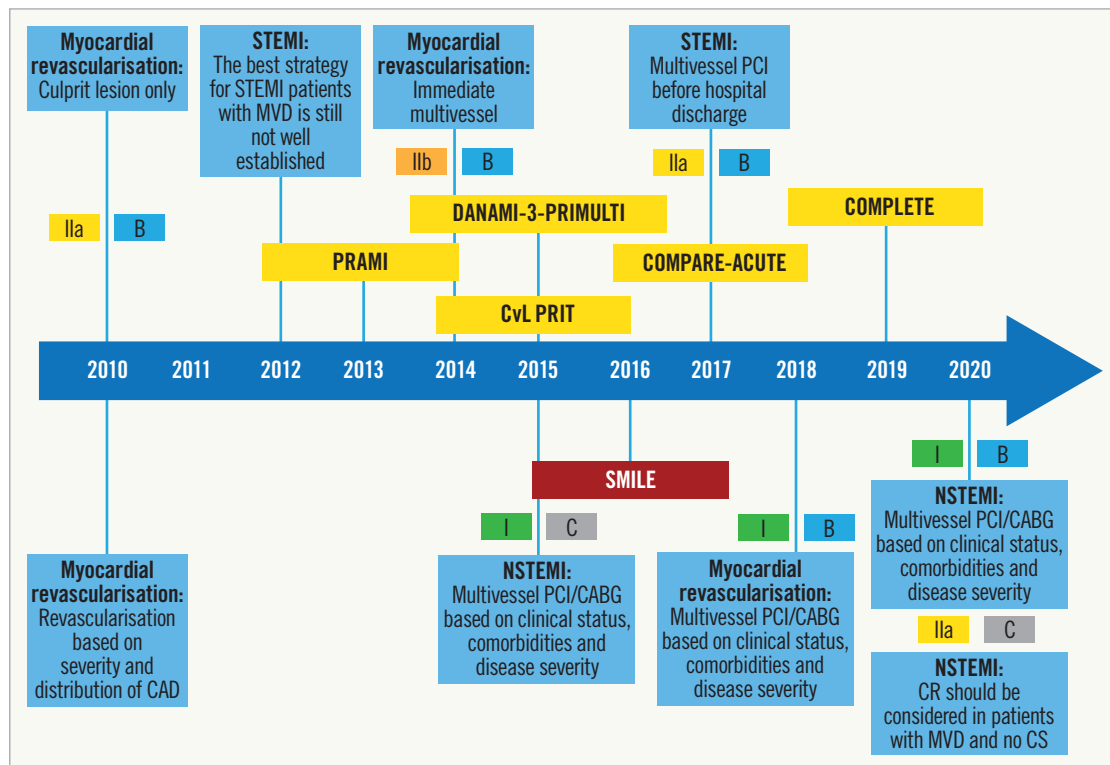 Myocardial
revascularisation:
Culprit lesion only
IIa
B
STEMI:
The best strategy
for STEMI patients
with MVD is still
not well
established
Myocardial
revascularisation:
Immediate
multivessel
IIb
B
STEMI:
Multivessel PCI
before hospital
discharge
IIa
B
DANAMI-3-PRIMULTI
COMPLETE
PRAMI
COMPARE-ACUTE
CvL PRIT
2010
2011
2012
2013
2014
2015
2016
2017
2018
2019
2020
SMILE
Myocardial
revascularisation:
Revascularisation
based on
severity and
distribution of CAD
I
C
NSTEMI:
Multivessel PCI/CABG
based on clinical status,
comorbidities and
disease severity
I
B
Myocardial
revascularisation:
Multivessel PCI/CABG
based on clinical status,
comorbidities and
disease severity
I
B
NSTEMI:
Multivessel PCI/CABG
based on clinical status,
comorbidities and
disease severity
IIa
C
NSTEMI:
CR should be
considered in patients
with MVD and no CS